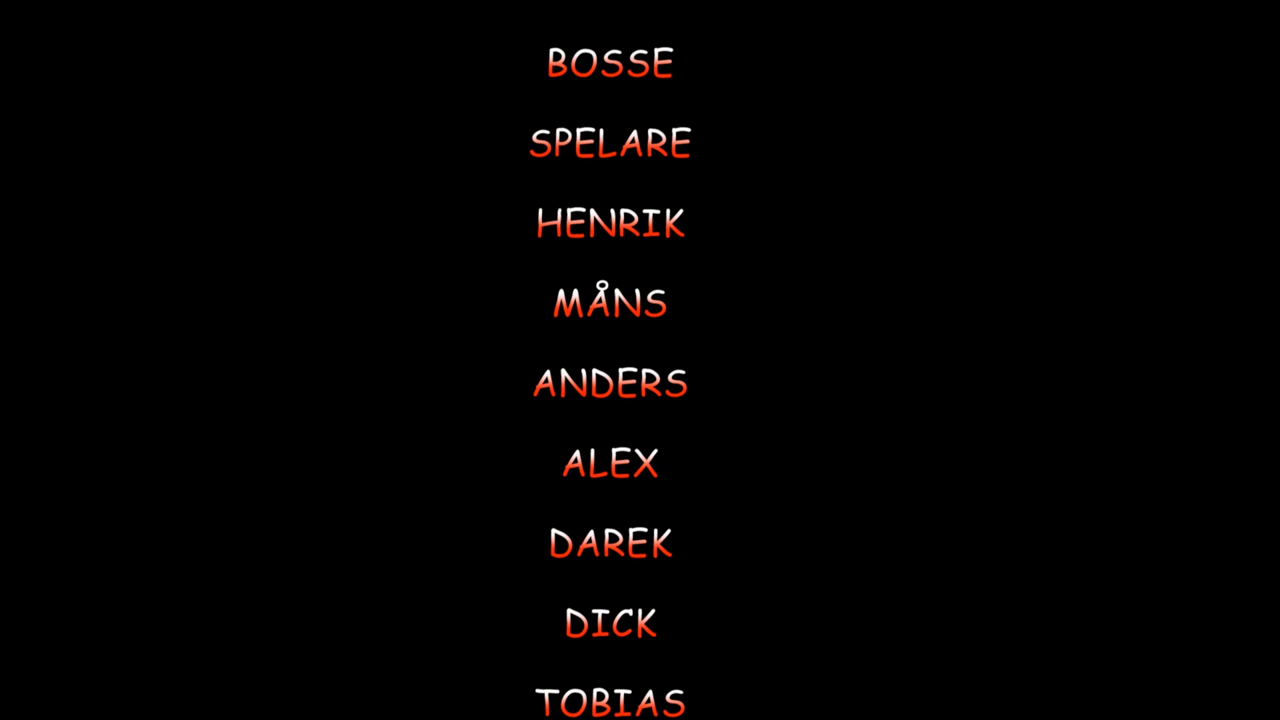 BOSSE
SPELARE
HENRIK
MÅNS
ANDERS
ALEX
DAREK
DICK
TOBIAS